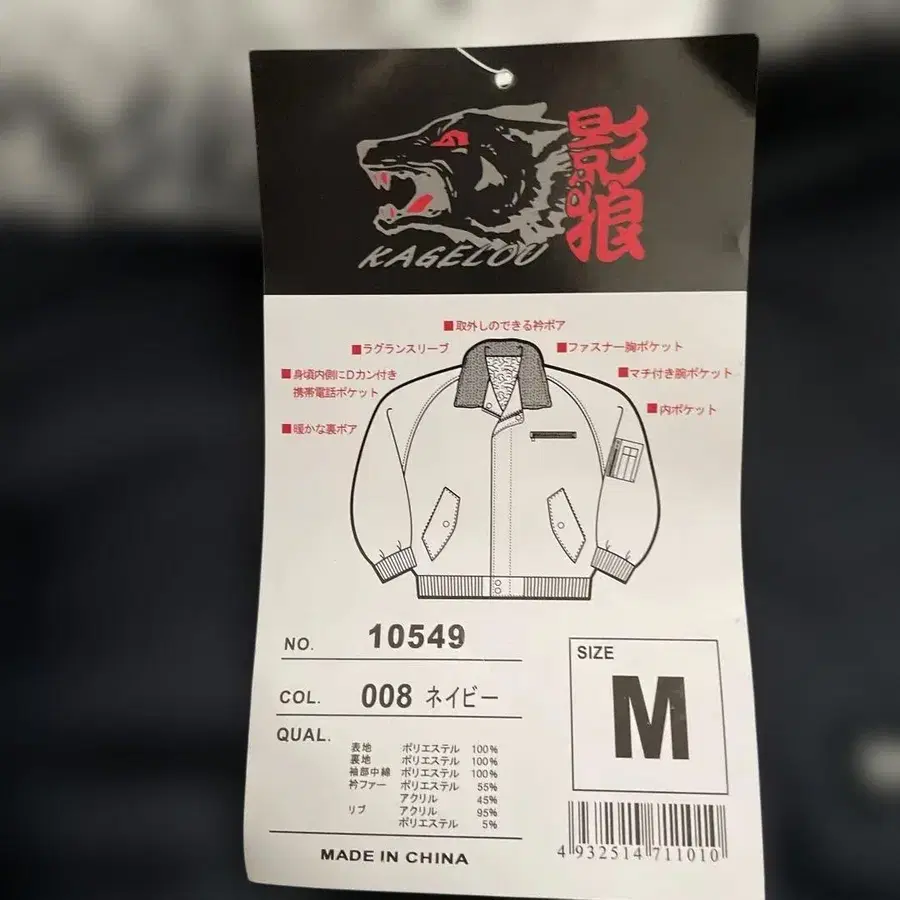 影狼
KAGELOU
■取外しのできる衿ボア
■ラグランスリーブ
■ファスナー胸ポケット
■身頃内側にDカン付き
携帯電話ポケット
■マチ付き腕ポケット
■内ポケット
■暖かな裏ボア
NO. 10549
COL. 008 ネイビー
SIZE
M
QUAL.
表地 ポリエステル 100%
裏地 ポリエステル 100%
袖部中綿 ポリエステル 100%
衿ファー ポリエステル 55%
アクリル 45%
リブ アクリル 95%
ポリエステル 5%
MADE IN CHINA
4 932514 711010